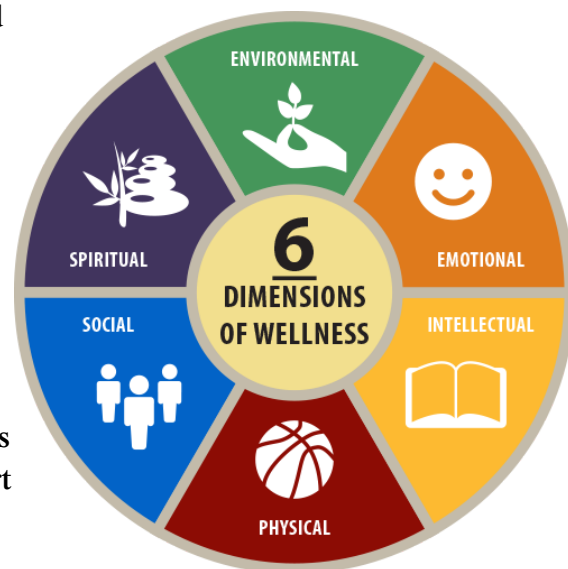 ENVIRONMENTAL
EMOTIONAL
INTELLECTUAL
PHYSICAL
SOCIAL
SPIRITUAL
6
DIMENSIONS
OF WELLNESS